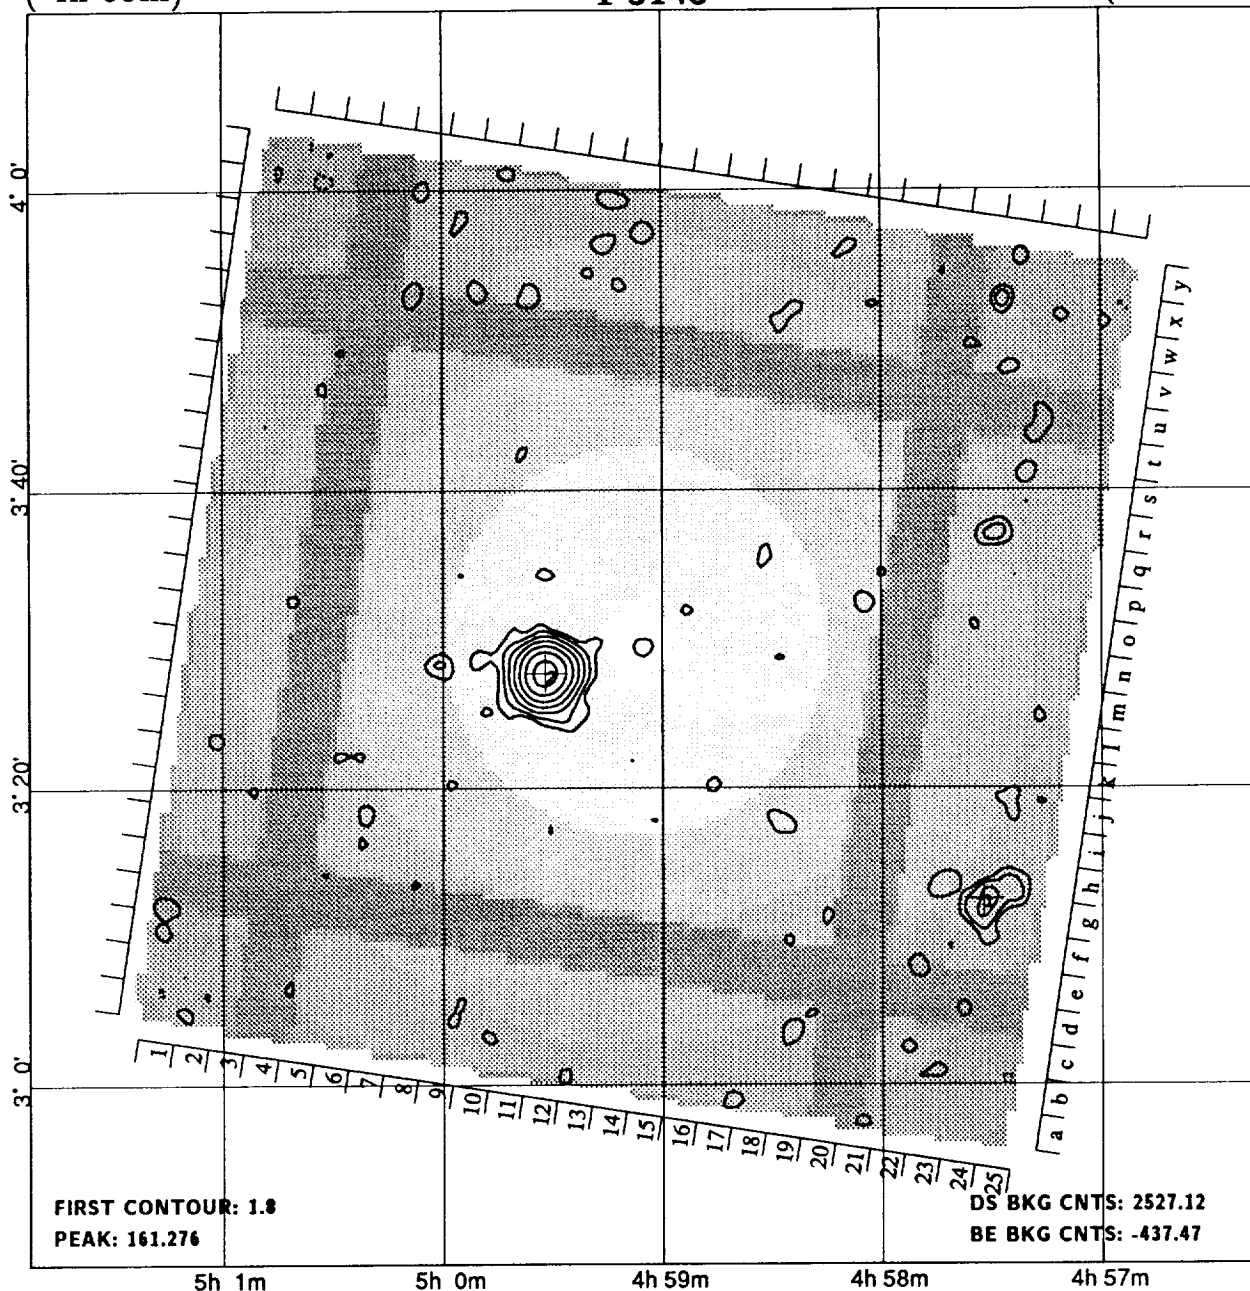 4° 0'
3° 40'
3° 20'
3° 0'
y
x
w
v
u
t
s
r
q
p
o
n
m
l
k
j
i
h
g
f
e
d
c
b
a
1 2 3 4 5 6 7 8 9 10 11 12 13 14 15 16 17 18 19 20 21 22 23 24 25
FIRST CONTOUR: 1.8
PEAK: 161.276
DS BKG CNTS: 2527.12
BE BKG CNTS: -437.47
5h 1m 5h 0m 4h 59m 4h 58m 4h 57m